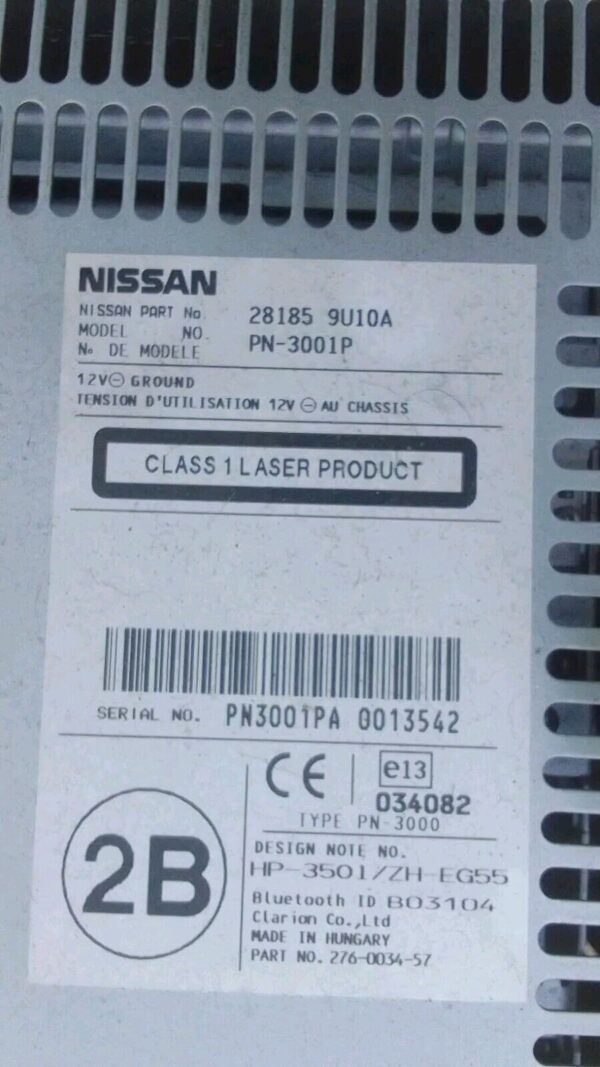 NISSAN
NISSAN PART No 28185 9U10A
MODEL NO. PN-3001P
No DE MODELE
12V⊖ GROUND
TENSION D'UTILISATION 12V ⊖ AU CHASSIS
CLASS 1 LASER PRODUCT
SERIAL NO. PN3001PA 0013542
CE e13
034082
TYPE PN-3000
2B
DESIGN NOTE NO.
HP-3501/ZH-EG55
Bluetooth ID B03104
Clarion Co.,Ltd
MADE IN HUNGARY
PART NO. 276-0034-57